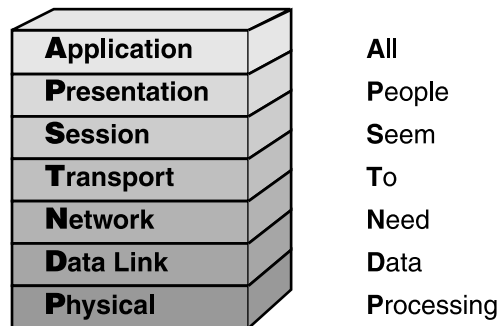 Application All
Presentation People
Session Seem
Transport To
Network Need
Data Link Data
Physical Processing